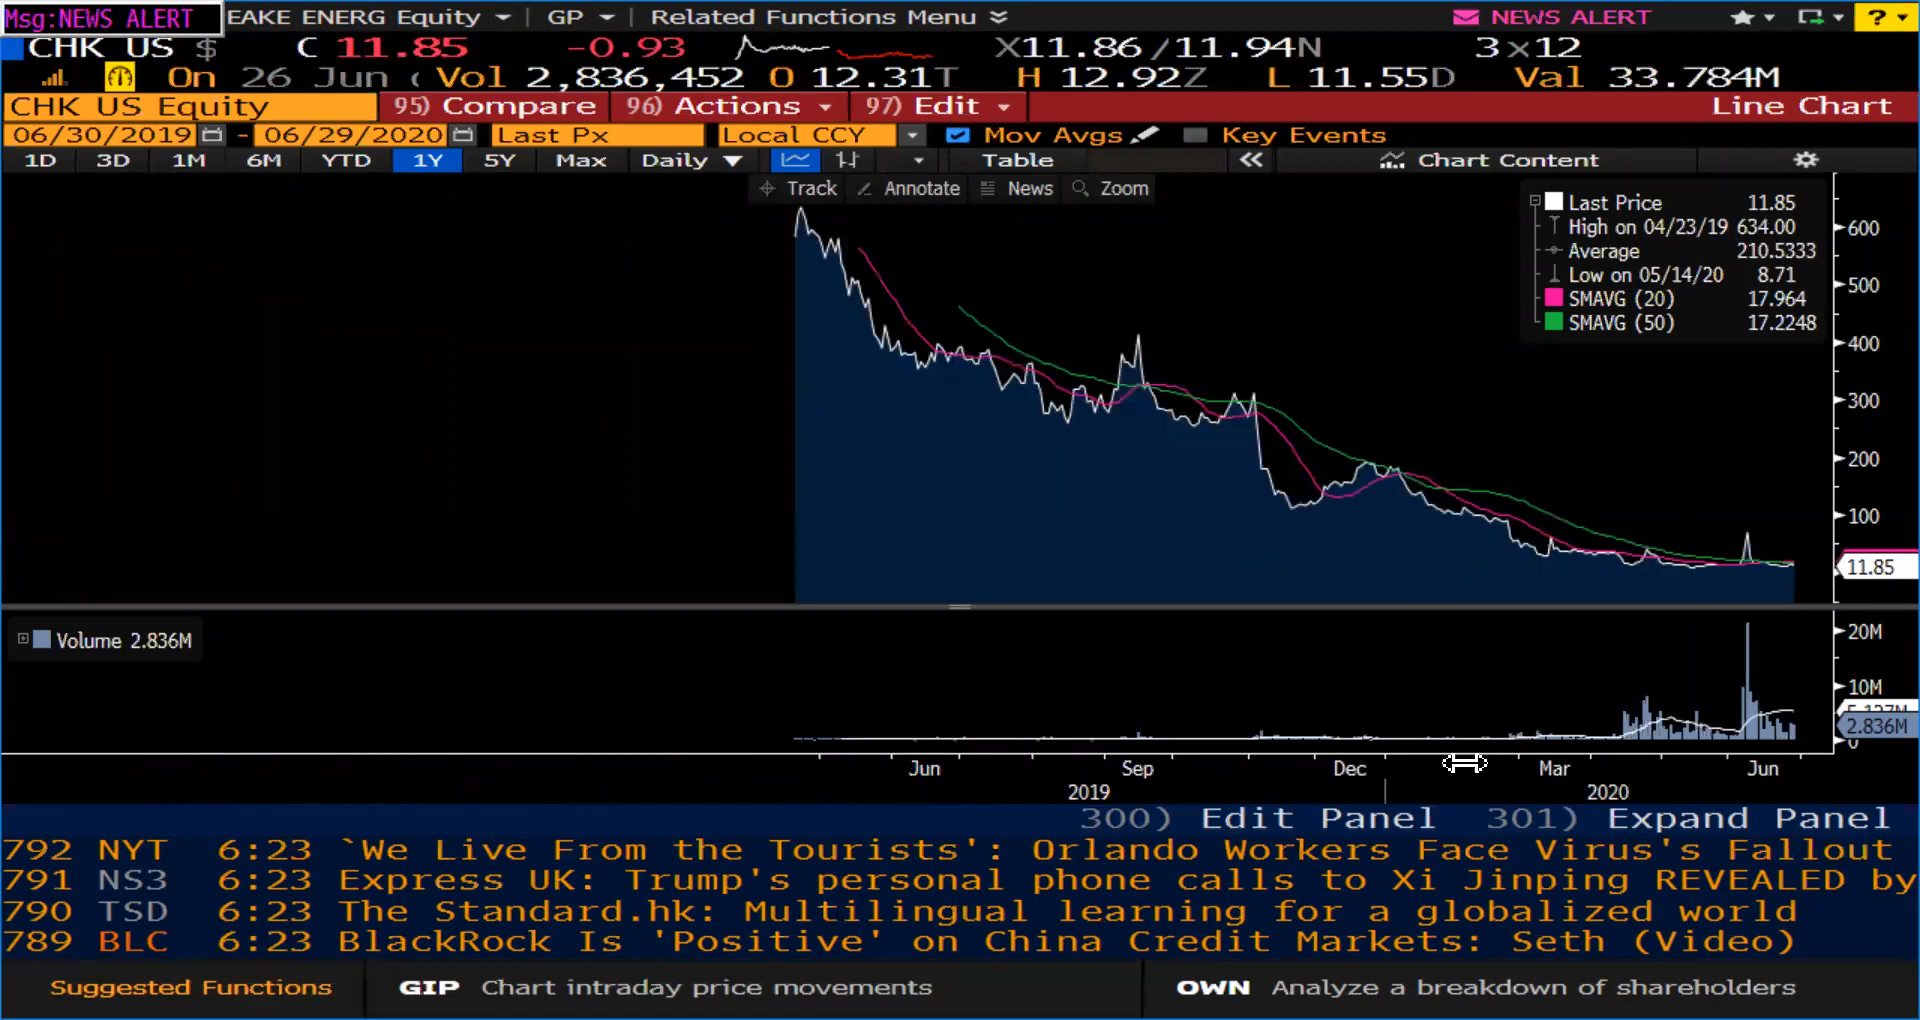 Msg:NEWS ALERT EAKE ENERG Equity GP Related Functions Menu NEWS ALERT ?
CHK US $ C 11.85 -0.93 X11.86/11.94N 3x12
On 26 Jun Vol 2,836,452 O 12.31T H 12.92Z L 11.55D Val 33.784M
CHK US Equity 95) Compare 96) Actions 97) Edit Line Chart
06/30/2019 - 06/29/2020 Last Px Local CCY Mov Avgs Key Events
1D 3D 1M 6M YTD 1Y 5Y Max Daily Table « Chart Content
Track Annotate News Zoom
Last Price 11.85
High on 04/23/19 634.00
Average 210.5333
Low on 05/14/20 8.71
SMAVG (20) 17.964
SMAVG (50) 17.2248
600
500
400
300
200
100
11.85
Volume 2.836M
20M
10M
2.836M
0
Jun Sep Dec Mar Jun
2019 2020
300) Edit Panel 301) Expand Panel
792 NYT 6:23 `We Live From the Tourists': Orlando Workers Face Virus's Fallout
791 NS3 6:23 Express UK: Trump's personal phone calls to Xi Jinping REVEALED by
790 TSD 6:23 The Standard.hk: Multilingual learning for a globalized world
789 BLC 6:23 BlackRock Is 'Positive' on China Credit Markets: Seth (Video)
Suggested Functions GIP Chart intraday price movements OWN Analyze a breakdown of shareholders